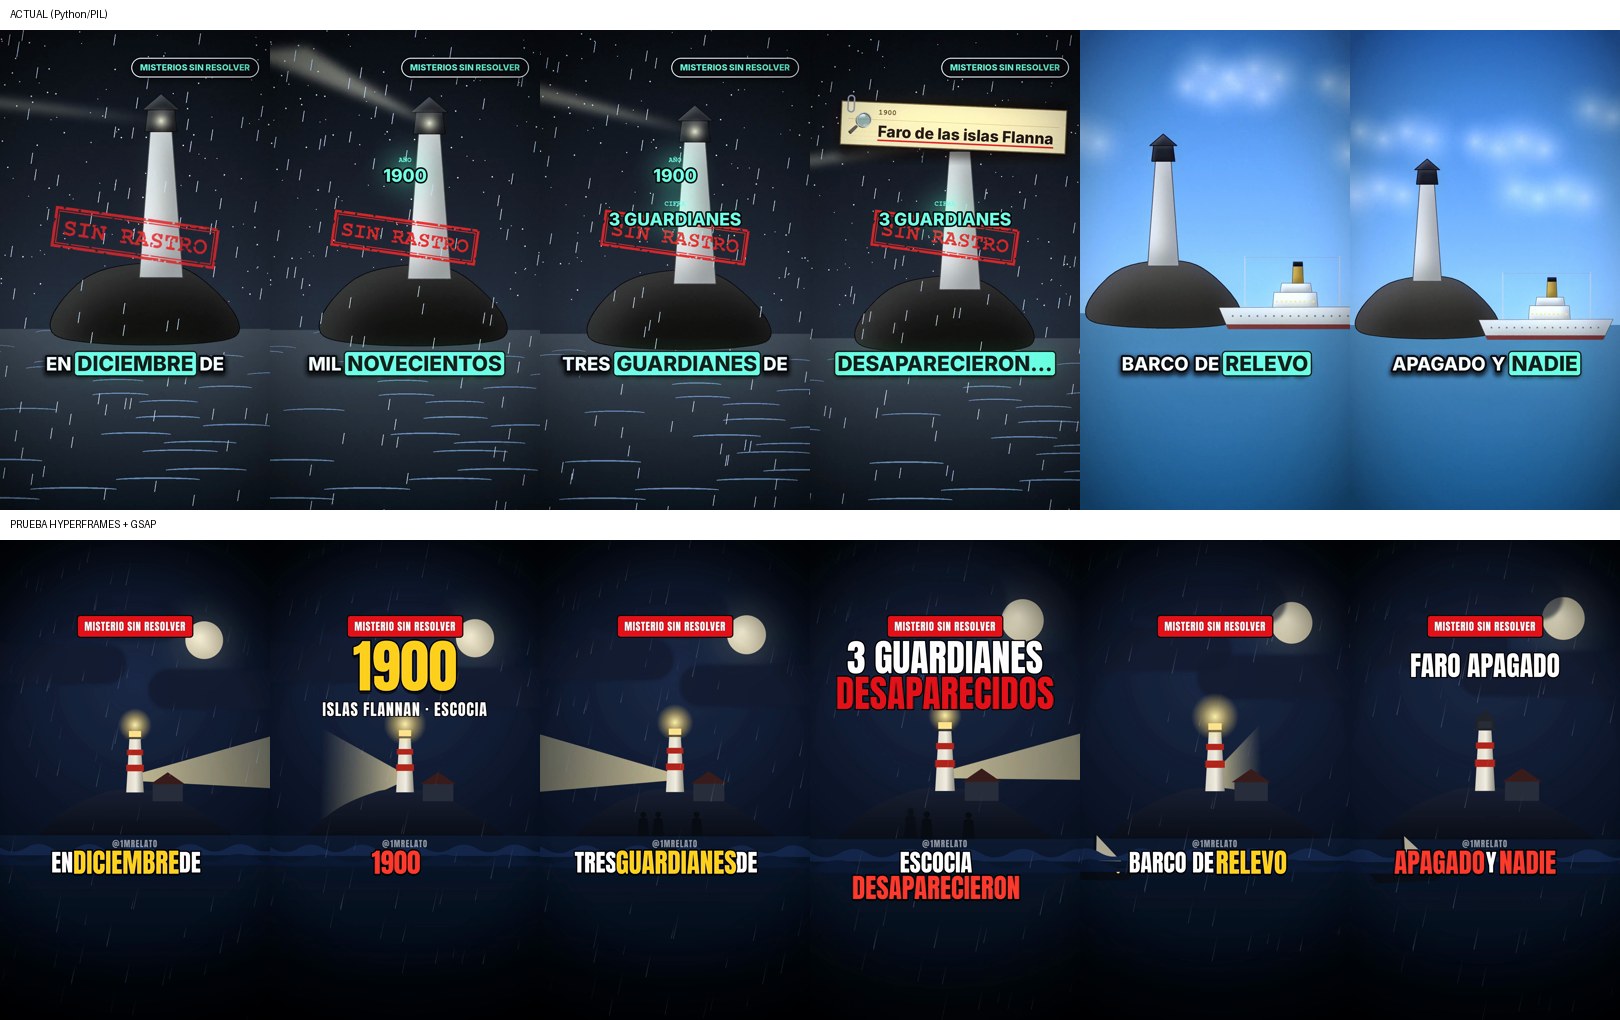 ACTUAL (Python/PIL)
MISTERIOS SIN RESOLVER
SIN RASTRO
EN DICIEMBRE DE
MISTERIOS SIN RESOLVER
AÑO
1900
SIN RASTRO
MIL NOVECIENTOS
MISTERIOS SIN RESOLVER
AÑO
1900
3 GUARDIANES
SIN RASTRO
TRES GUARDIANES DE
MISTERIOS SIN RESOLVER
1900
Faro de las islas Flanna
3 GUARDIANES
SIN RASTRO
DESAPARECIERON...
BARCO DE RELEVO
APAGADO Y NADIE
PRUEBA HYPERFRAMES + GSAP
MISTERIO SIN RESOLVER
@1MRELATO
ENDICIEMBREDE
MISTERIO SIN RESOLVER
1900
ISLAS FLANNAN · ESCOCIA
@1MRELATO
1900
MISTERIO SIN RESOLVER
@1MRELATO
TRESGUARDIANESDE
MISTERIO SIN RESOLVER
3 GUARDIANES
DESAPARECIDOS
@1MRELATO
ESCOCIA
DESAPARECIERON
MISTERIO SIN RESOLVER
@1MRELATO
BARCO DE RELEVO
MISTERIO SIN RESOLVER
FARO APAGADO
@1MRELATO
APAGADO Y NADIE